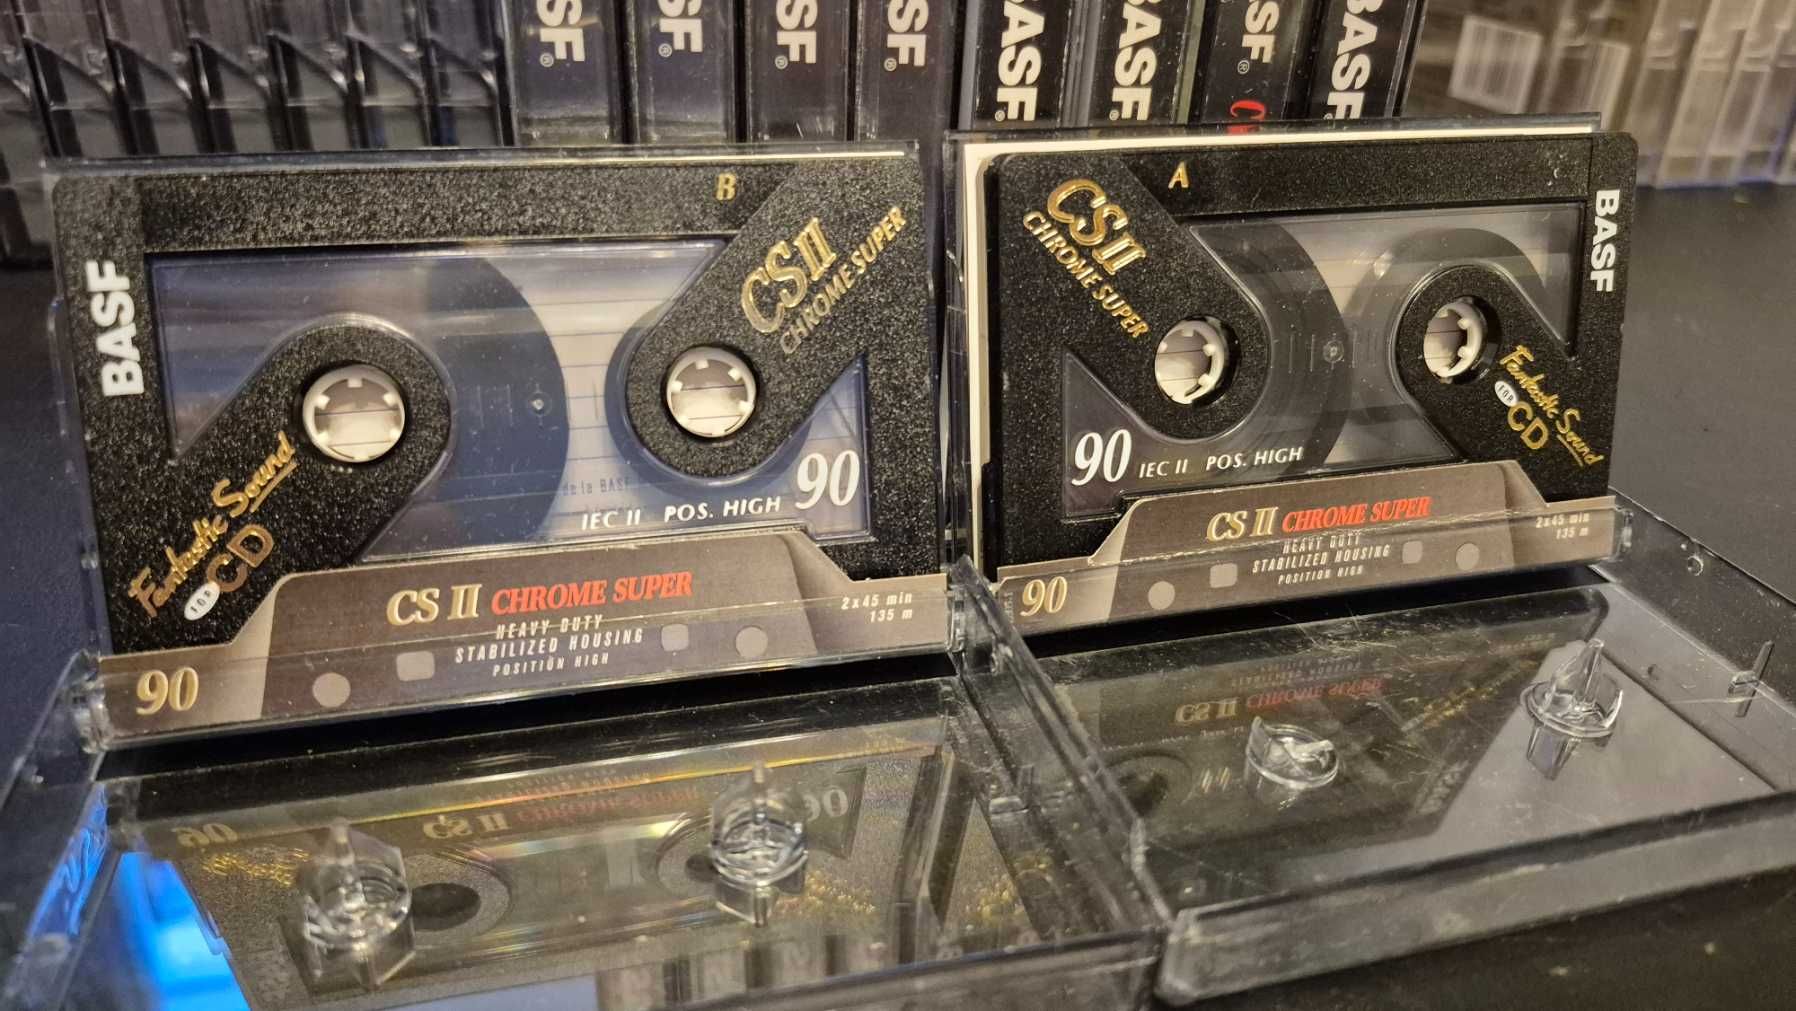 BASF
BASF
BASF
BASF
BASF
BASF
BASF
BASF
B
BASF
CS II
CHROME SUPER
Fantastic Sound
FOR CD
de la BASF
IEC II POS. HIGH 90
CS II CHROME SUPER
HEAVY DUTY
STABILIZED HOUSING
POSITION HIGH
2x45 min
135 m
90
A
CS II
CHROME SUPER
BASF
Fantastic Sound
FOR CD
90 IEC II POS. HIGH
CS II CHROME SUPER
HEAVY DUTY
STABILIZED HOUSING
POSITION HIGH
2x45 min
135 m
90